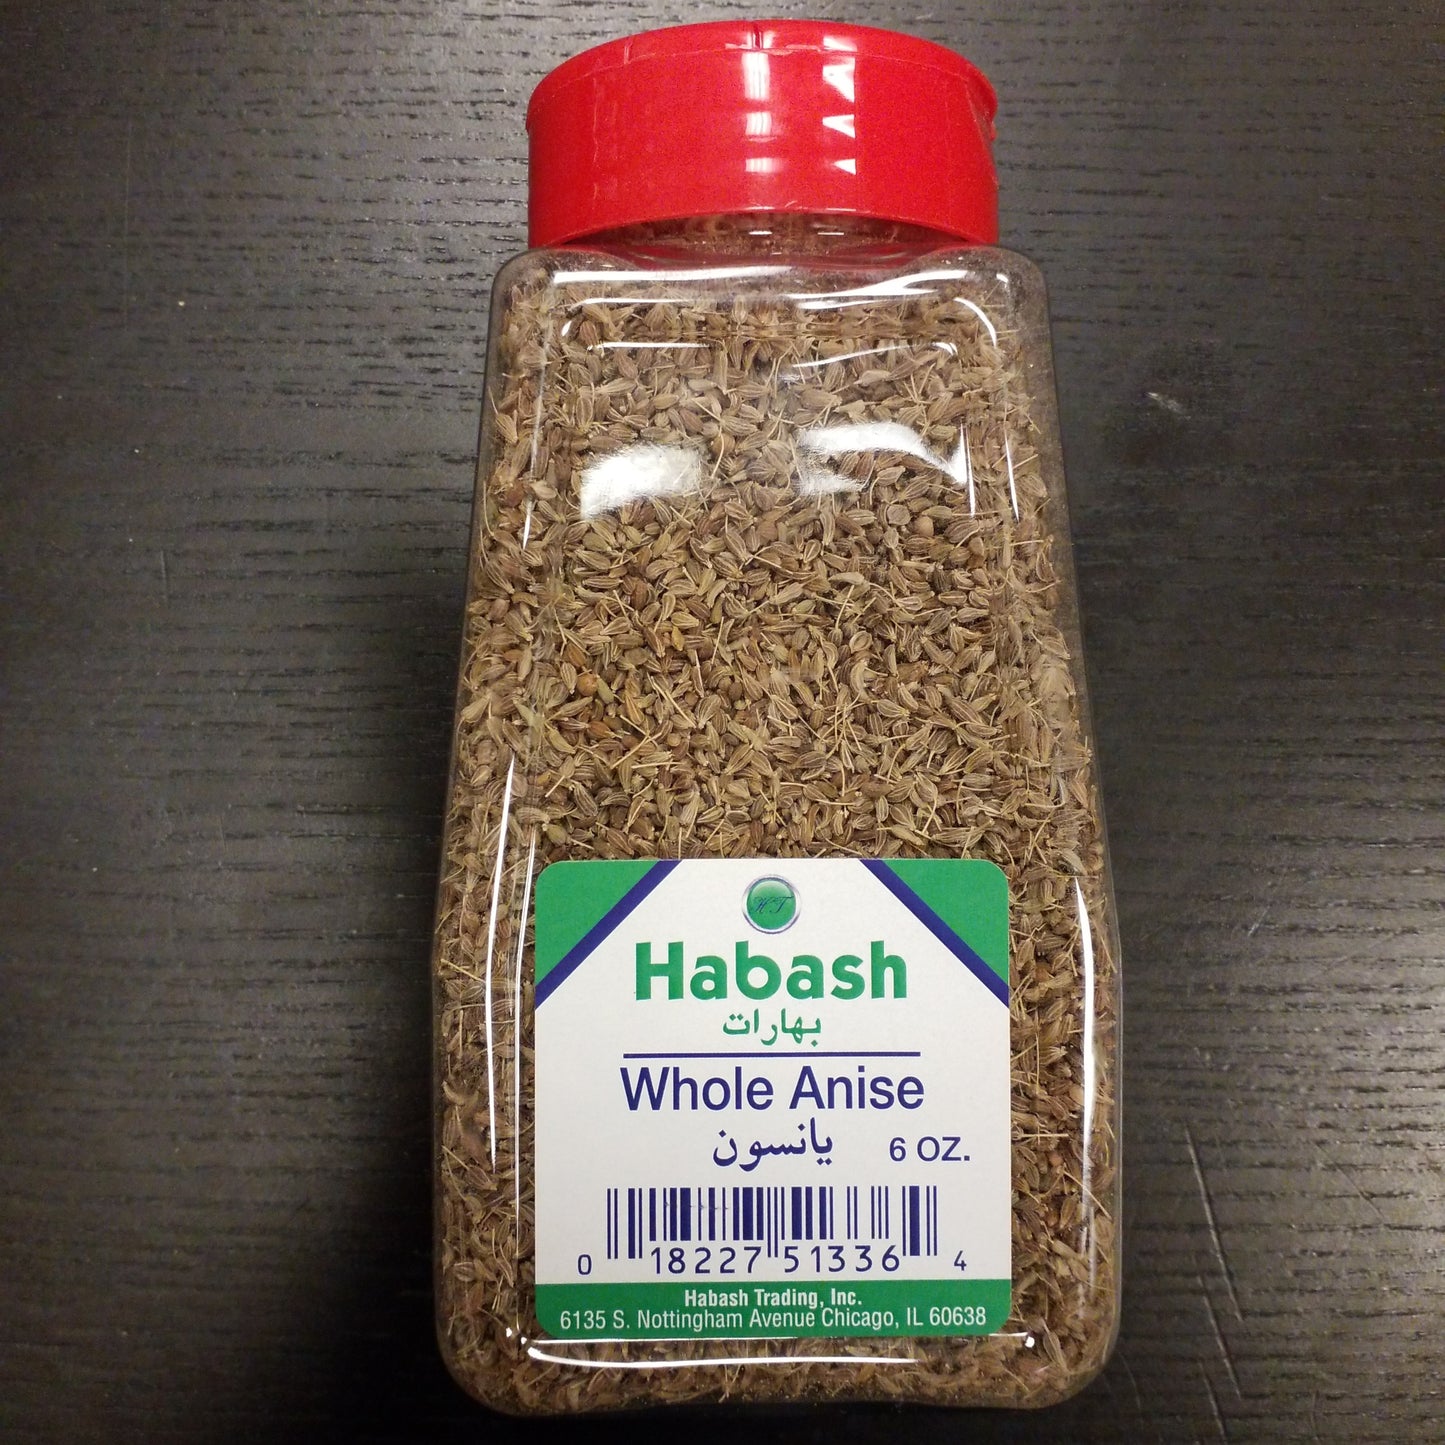 HT
Habash
بهارات
Whole Anise
يانسون 6 OZ.
0 18227 51336 4
Habash Trading, Inc.
6135 S. Nottingham Avenue Chicago, IL 60638